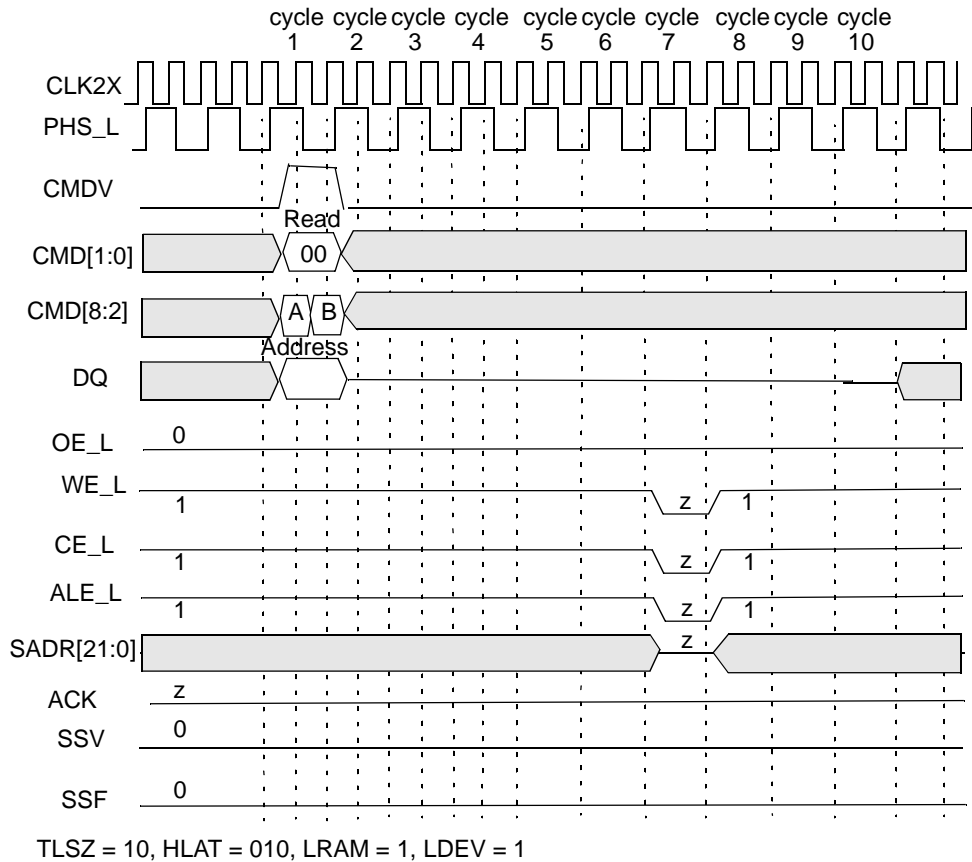 cycle cycle cycle cycle cycle cycle cycle cycle cycle cycle
1 2 3 4 5 6 7 8 9 10
CLK2X
PHS_L
CMDV
Read
CMD[1:0] 00
CMD[8:2] A B
Address
DQ
OE_L 0
WE_L 1 z 1
CE_L 1 z 1
ALE_L 1 z 1
SADR[21:0] z
ACK z
SSV 0
SSF 0
TLSZ = 10, HLAT = 010, LRAM = 1, LDEV = 1